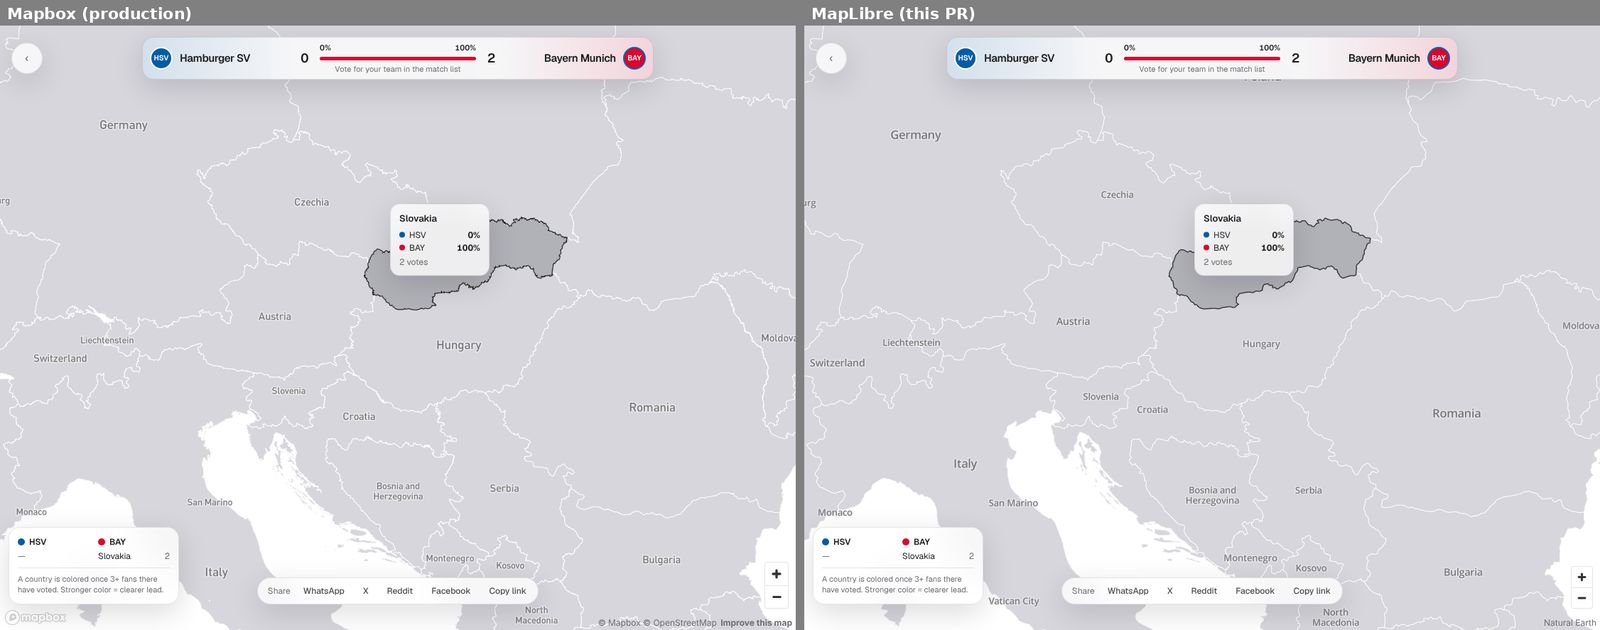 Mapbox (production)
‹
HSV
Hamburger SV
0
0%
100%
Vote for your team in the match list
2
Bayern Munich
BAY
Germany
rg
Czechia
Slovakia
HSV 0%
BAY 100%
2 votes
Austria
Liechtenstein
Switzerland
Hungary
Moldova
Slovenia
Croatia
Romania
Bosnia and
Herzegovina
Serbia
San Marino
Monaco
HSV BAY
— Slovakia 2
A country is colored once 3+ fans there
have voted. Stronger color = clearer lead.
Italy
Montenegro
Kosovo
Bulgaria
Share WhatsApp X Reddit Facebook Copy link
North
Macedonia
+
−
mapbox
© Mapbox © OpenStreetMap Improve this map
MapLibre (this PR)
‹
HSV
Hamburger SV
0
0%
100%
Vote for your team in the match list
2
Bayern Munich
BAY
Germany
urg
Czechia
Slovakia
HSV 0%
BAY 100%
2 votes
Austria
Liechtenstein
Switzerland
Hungary
Moldova
Slovenia
Croatia
Romania
Italy
Bosnia and
Herzegovina
Serbia
San Marino
Monaco
HSV BAY
— Slovakia 2
A country is colored once 3+ fans there
have voted. Stronger color = clearer lead.
Vatican City
Montenegro
Kosovo
Bulgaria
Share WhatsApp X Reddit Facebook Copy link
North
Macedonia
+
−
Natural Earth